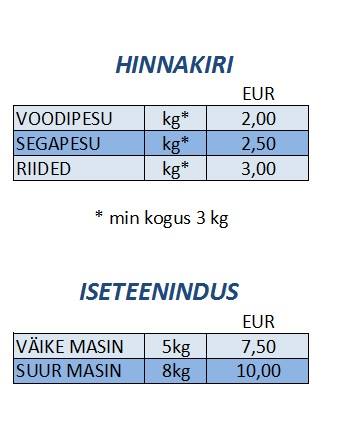 HINNAKIRI
EUR
VOODIPESU kg* 2,00
SEGAPESU kg* 2,50
RIIDED kg* 3,00
* min kogus 3 kg
ISETEENINDUS
EUR
VÄIKE MASIN 5kg 7,50
SUUR MASIN 8kg 10,00